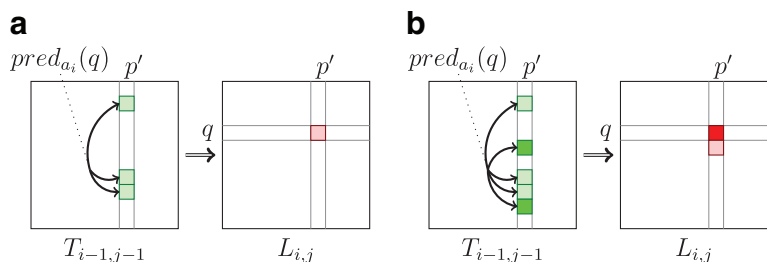 a
b
pred_{a_i}(q) p′ p′
pred_{a_i}(q) p′ p′
q
q
T_{i−1,j−1} L_{i,j}
T_{i−1,j−1} L_{i,j}